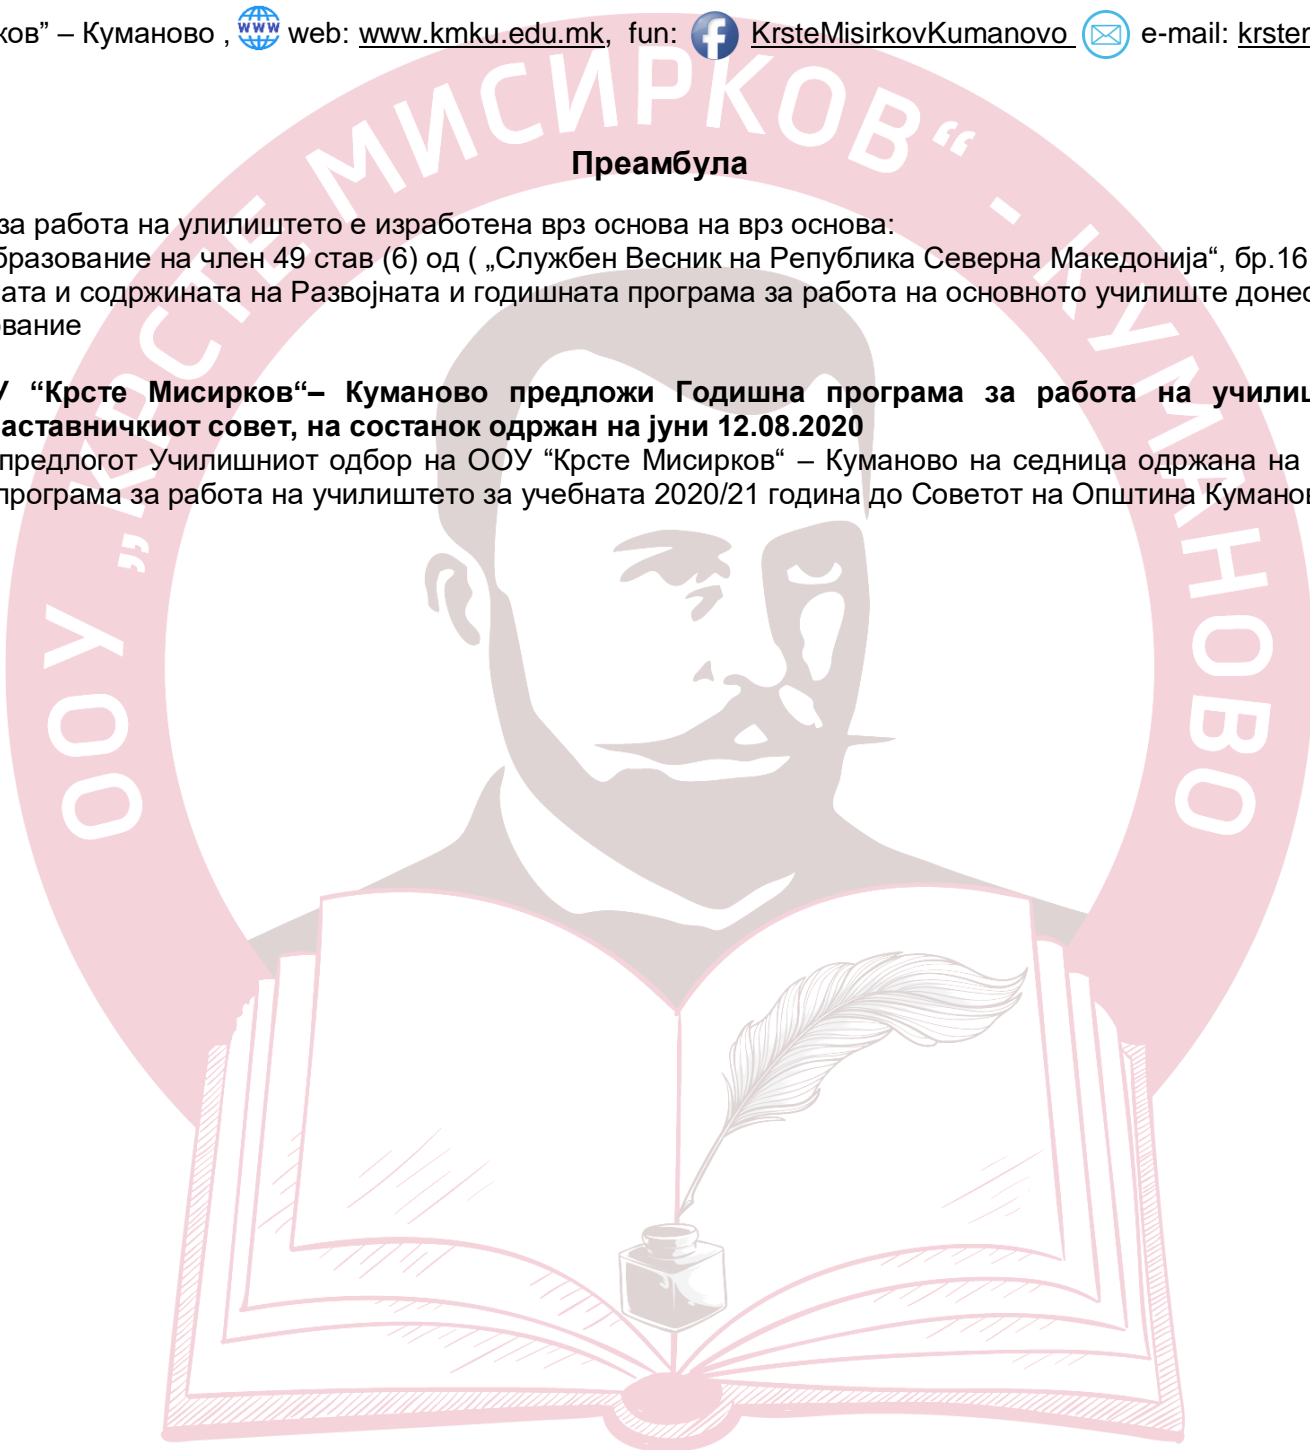 ков” – Куманово , www web: www.kmku.edu.mk, fun: f KrsteMisirkovKumanovo e-mail: krster
Преамбула
за работа на улилиштето е изработена врз основа на врз основа:
бразование на член 49 став (6) од ( „Службен Весник на Република Северна Македонија“, бр.16
ата и содржината на Развојната и годишната програма за работа на основното училиште донес
вание
У “Крсте Мисирков“– Куманово предложи Годишна програма за работа на училиш
аставничкиот совет, на состанок одржан на јуни 12.08.2020
предлогот Училишниот одбор на ООУ “Крсте Мисирков“ – Куманово на седница одржана на
програма за работа на училиштето за учебната 2020/21 година до Советот на Општина Куманов
ООУ „КРСТЕ МИСИРКОВ“ - КУМАНОВО